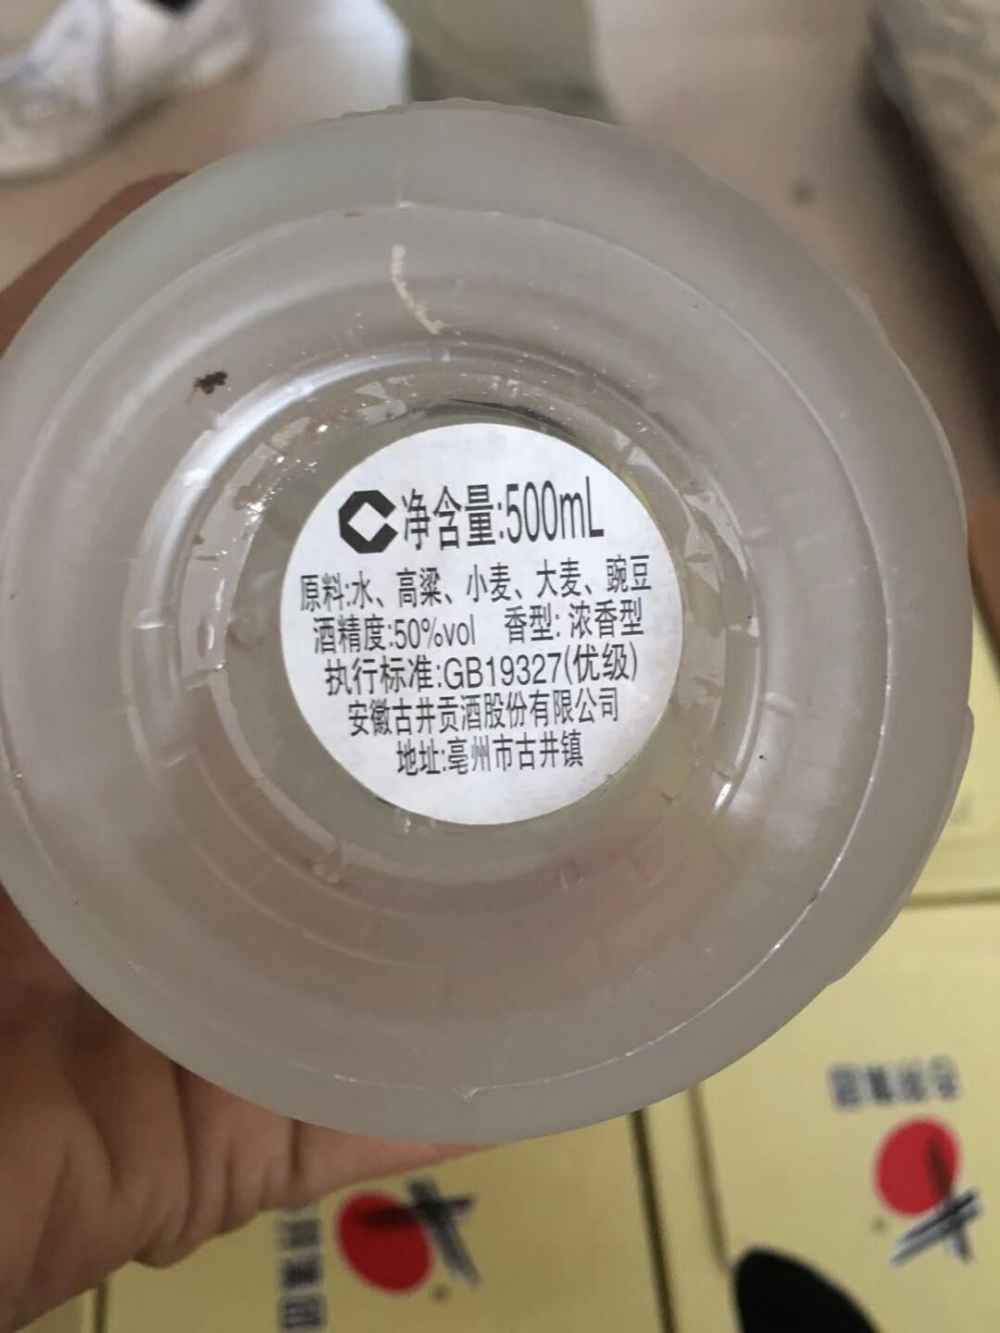 净含量:500mL
原料:水、高粱、小麦、大麦、豌豆
酒精度:50%vol 香型: 浓香型
执行标准:GB19327(优级)
安徽古井贡酒股份有限公司
地址:亳州市古井镇